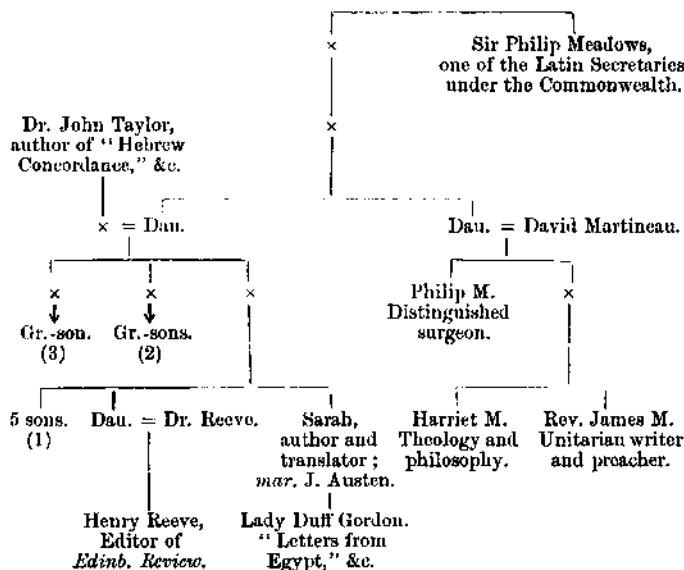 Sir Philip Meadows,
one of the Latin Secretaries
under the Commonwealth.
Dr. John Taylor,
author of "Hebrew
Concordance," &c.
× = Dau.
Dau. = David Martineau.
Philip M.
Distinguished
surgeon.
Gr.-son.
(3)
Gr.-sons.
(2)
5 sons.
(1)
Dau. = Dr. Reeve.
Sarah,
author and
translator;
mar. J. Austen.
Harriet M.
Theology and
philosophy.
Rev. James M.
Unitarian writer
and preacher.
Henry Reeve,
Editor of
Edinb. Review.
Lady Duff Gordon.
"Letters from
Egypt," &c.